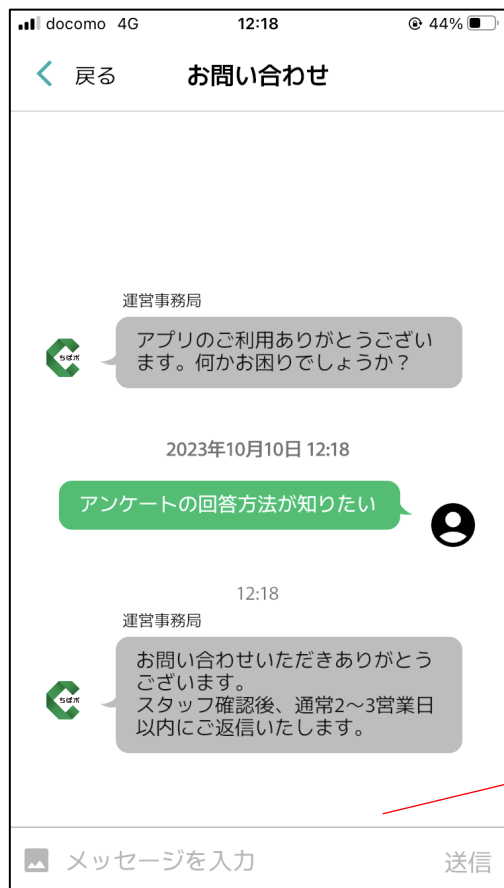 docomo 4G 12:18 44%
戻る お問い合わせ
運営事務局
アプリのご利用ありがとうござい
ます。何かお困りでしょうか？
ちばポ
2023年10月10日 12:18
アンケートの回答方法が知りたい
12:18
運営事務局
お問い合わせいただきありがとう
ございます。
スタッフ確認後、通常2～3営業日
以内にご返信いたします。
ちばポ
メッセージを入力 送信